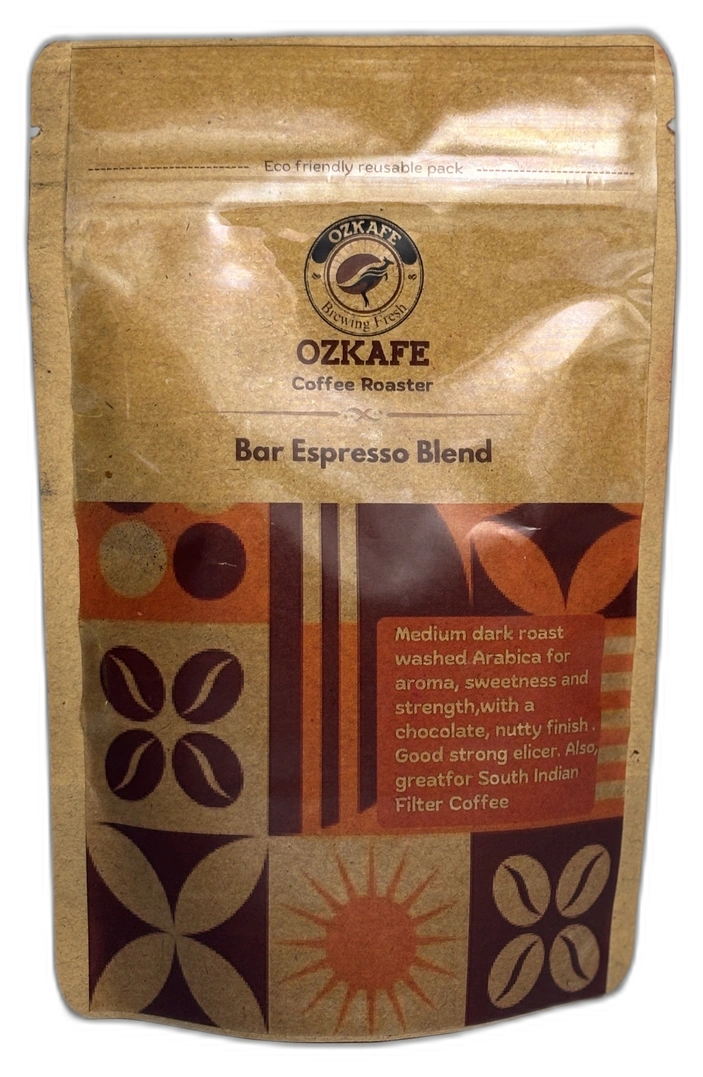 Eco friendly reusable pack
OZKAFE
Brewing Fresh
OZKAFE
Coffee Roaster
Bar Espresso Blend
Medium dark roast
washed Arabica for
aroma, sweetness and
strength,with a
chocolate, nutty finish .
Good strong elicer. Also,
greatfor South Indian
Filter Coffee